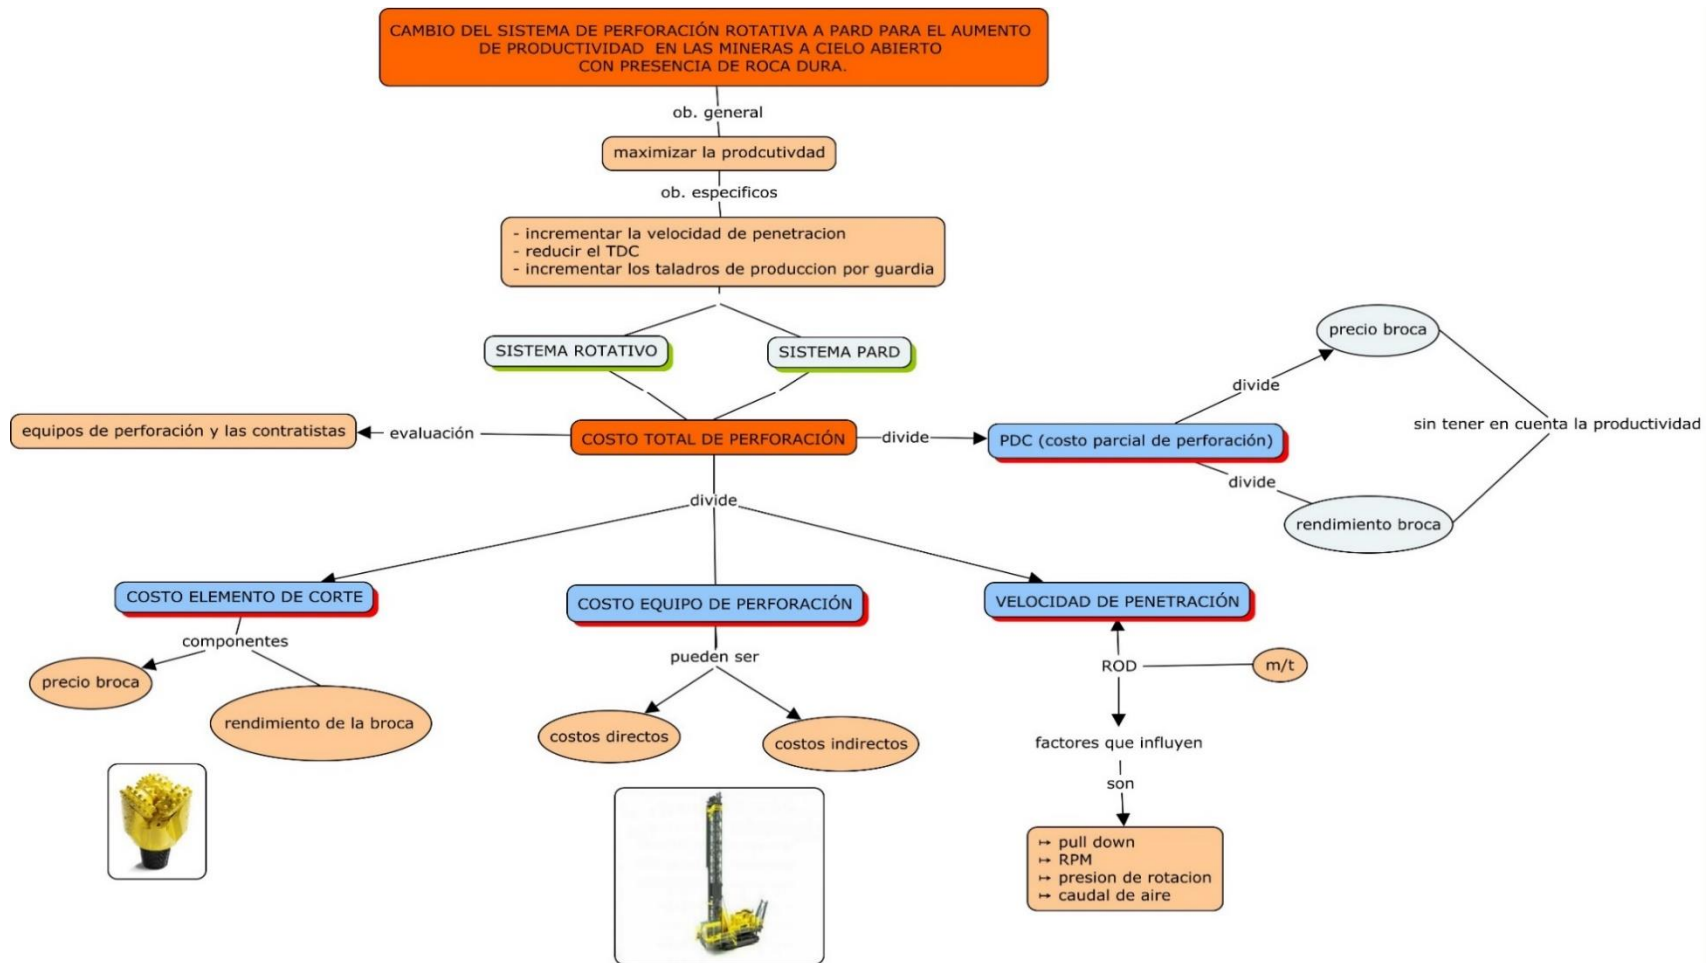 CAMBIO DEL SISTEMA DE PERFORACIÓN ROTATIVA A PARD PARA EL AUMENTO
DE PRODUCTIVIDAD EN LAS MINERAS A CIELO ABIERTO
CON PRESENCIA DE ROCA DURA.
ob. general
maximizar la prodcutivdad
ob. especificos
- incrementar la velocidad de penetracion
- reducir el TDC
- incrementar los taladros de produccion por guardia
SISTEMA ROTATIVO
SISTEMA PARD
equipos de perforación y las contratistas
evaluación
COSTO TOTAL DE PERFORACIÓN
divide
PDC (costo parcial de perforación)
divide
precio broca
divide
rendimiento broca
sin tener en cuenta la productividad
divide
COSTO ELEMENTO DE CORTE
componentes
precio broca
rendimiento de la broca
COSTO EQUIPO DE PERFORACIÓN
pueden ser
costos directos
costos indirectos
VELOCIDAD DE PENETRACIÓN
ROD
m/t
factores que influyen
son
↦ pull down
↦ RPM
↦ presion de rotacion
↦ caudal de aire